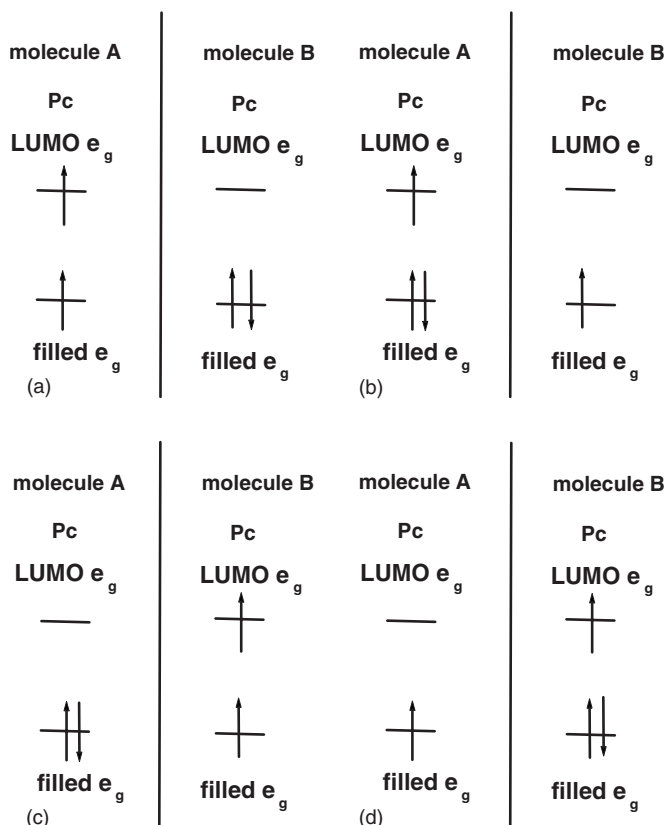 molecule A
Pc
LUMO e g
filled e g
(a)
molecule B
Pc
LUMO e g
filled e g
molecule A
Pc
LUMO e g
filled e g
(b)
molecule B
Pc
LUMO e g
filled e g
molecule A
Pc
LUMO e g
filled e g
(c)
molecule B
Pc
LUMO e g
filled e g
molecule A
Pc
LUMO e g
filled e g
(d)
molecule B
Pc
LUMO e g
filled e g